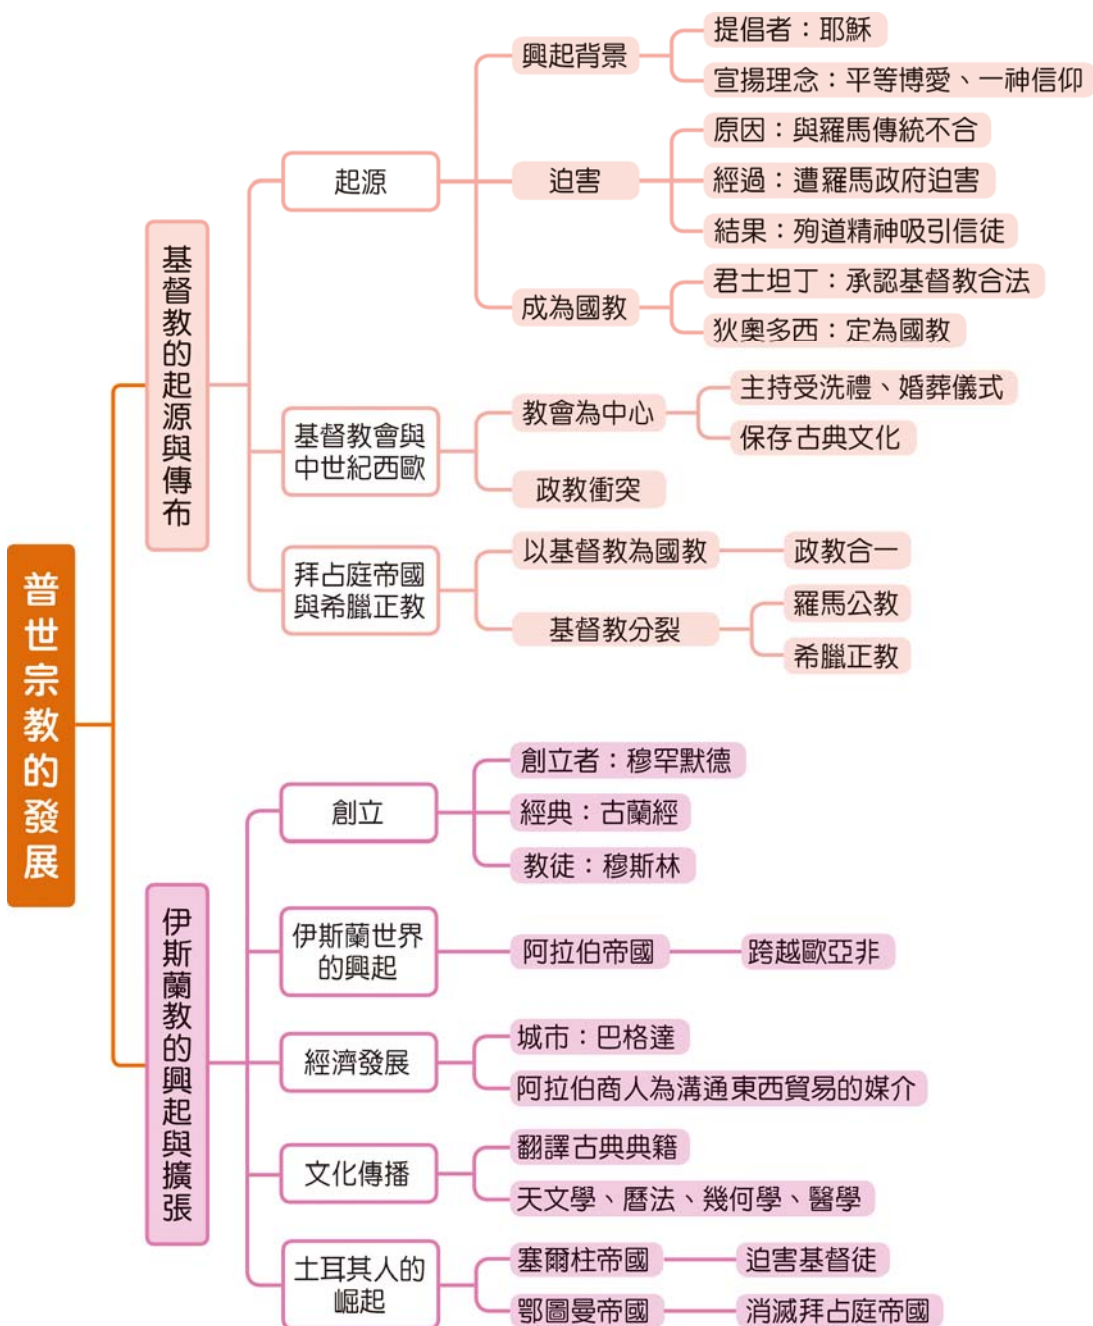 普世宗教的發展
基督教的起源與傳布
起源
興起背景
提倡者：耶穌
宣揚理念：平等博愛、一神信仰
迫害
原因：與羅馬傳統不合
經過：遭羅馬政府迫害
結果：殉道精神吸引信徒
成為國教
君士坦丁：承認基督教合法
狄奧多西：定為國教
基督教會與
中世紀西歐
教會為中心
主持受洗禮、婚葬儀式
保存古典文化
政教衝突
拜占庭帝國
與希臘正教
以基督教為國教
政教合一
基督教分裂
羅馬公教
希臘正教
伊斯蘭教的興起與擴張
創立
創立者：穆罕默德
經典：古蘭經
教徒：穆斯林
伊斯蘭世界
的興起
阿拉伯帝國
跨越歐亞非
經濟發展
城市：巴格達
阿拉伯商人為溝通東西貿易的媒介
文化傳播
翻譯古典典籍
天文學、曆法、幾何學、醫學
土耳其人的
崛起
塞爾柱帝國
迫害基督徒
鄂圖曼帝國
消滅拜占庭帝國